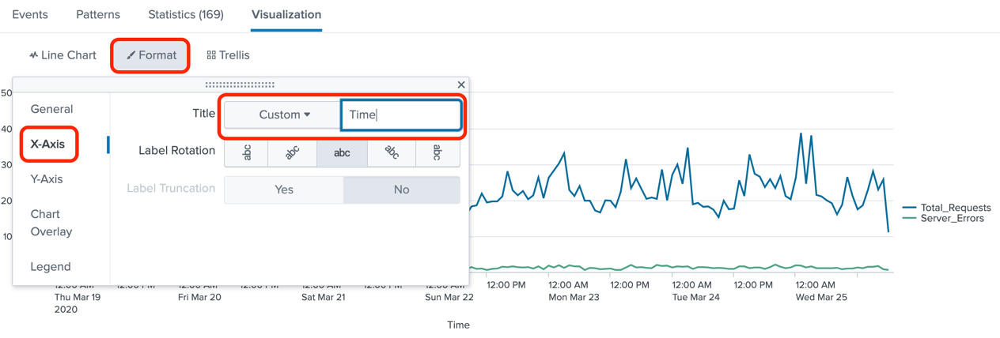 Events Patterns Statistics (169) Visualization
Line Chart Format Trellis
General
X-Axis
Y-Axis
Chart
Overlay
Legend
Title Custom Time
Label Rotation abc abc abc abc abc
Label Truncation Yes No
50
40
30
20
10
Total_Requests
Server_Errors
12:00 AM 12:00 PM 12:00 AM 12:00 PM 12:00 AM 12:00 PM 12:00 AM 12:00 PM 12:00 AM 12:00 PM 12:00 AM 12:00 PM 12:00 AM
Thu Mar 19 Fri Mar 20 Sat Mar 21 Sun Mar 22 Mon Mar 23 Tue Mar 24 Wed Mar 25
2020
Time